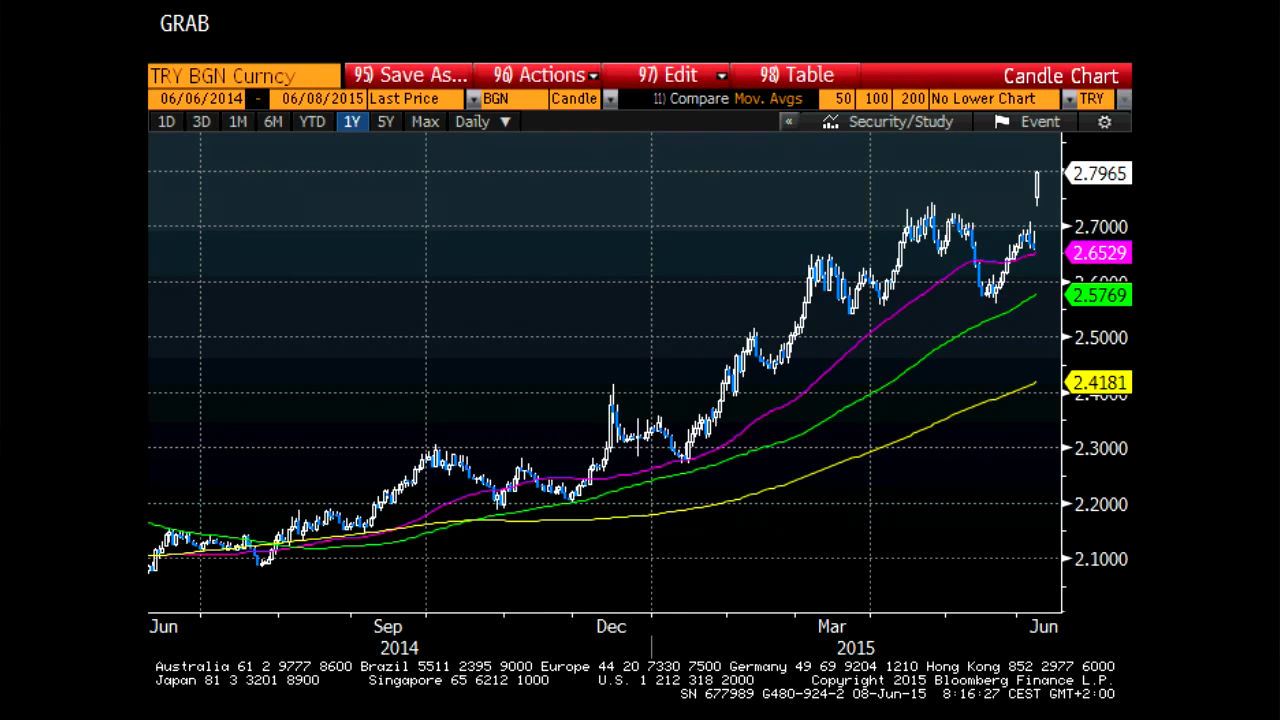 GRAB
TRY BGN Curncy 95) Save As... 96) Actions 97) Edit 98) Table Candle Chart
06/06/2014 - 06/08/2015 Last Price BGN Candle 11) Compare Mov. Avgs 50 100 200 No Lower Chart TRY
1D 3D 1M 6M YTD 1Y 5Y Max Daily ▼ « Security/Study Event
2.7965
2.7000
2.6529
2.5769
2.5000
2.4181
2.3000
2.2000
2.1000
Jun Sep Dec Mar Jun
2014 2015
Australia 61 2 9777 8600 Brazil 5511 2395 9000 Europe 44 20 7330 7500 Germany 49 69 9204 1210 Hong Kong 852 2977 6000
Japan 81 3 3201 8900 Singapore 65 6212 1000 U.S. 1 212 318 2000 Copyright 2015 Bloomberg Finance L.P.
SN 677989 G480-924-2 08-Jun-15 8:16:27 CEST GMT+2:00